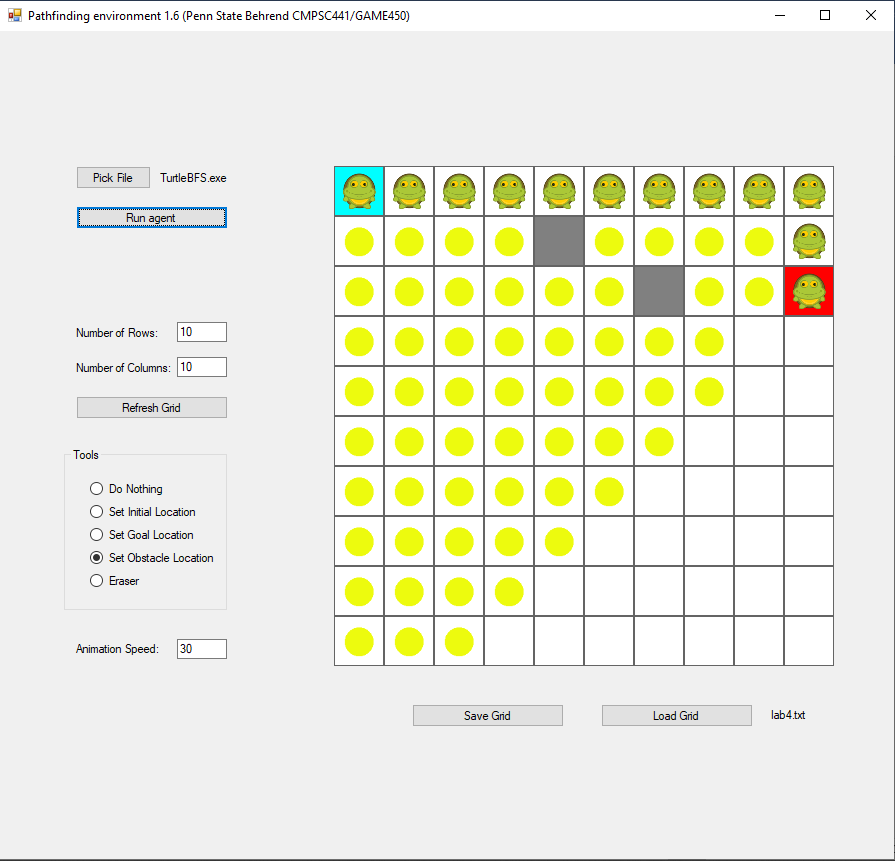 Pathfinding environment 1.6 (Penn State Behrend CMPSC441/GAME450)
Pick File TurtleBFS.exe
Run agent
Number of Rows: 10
Number of Columns: 10
Refresh Grid
Tools
Do Nothing
Set Initial Location
Set Goal Location
Set Obstacle Location
Eraser
Animation Speed: 30
Save Grid Load Grid lab4.txt